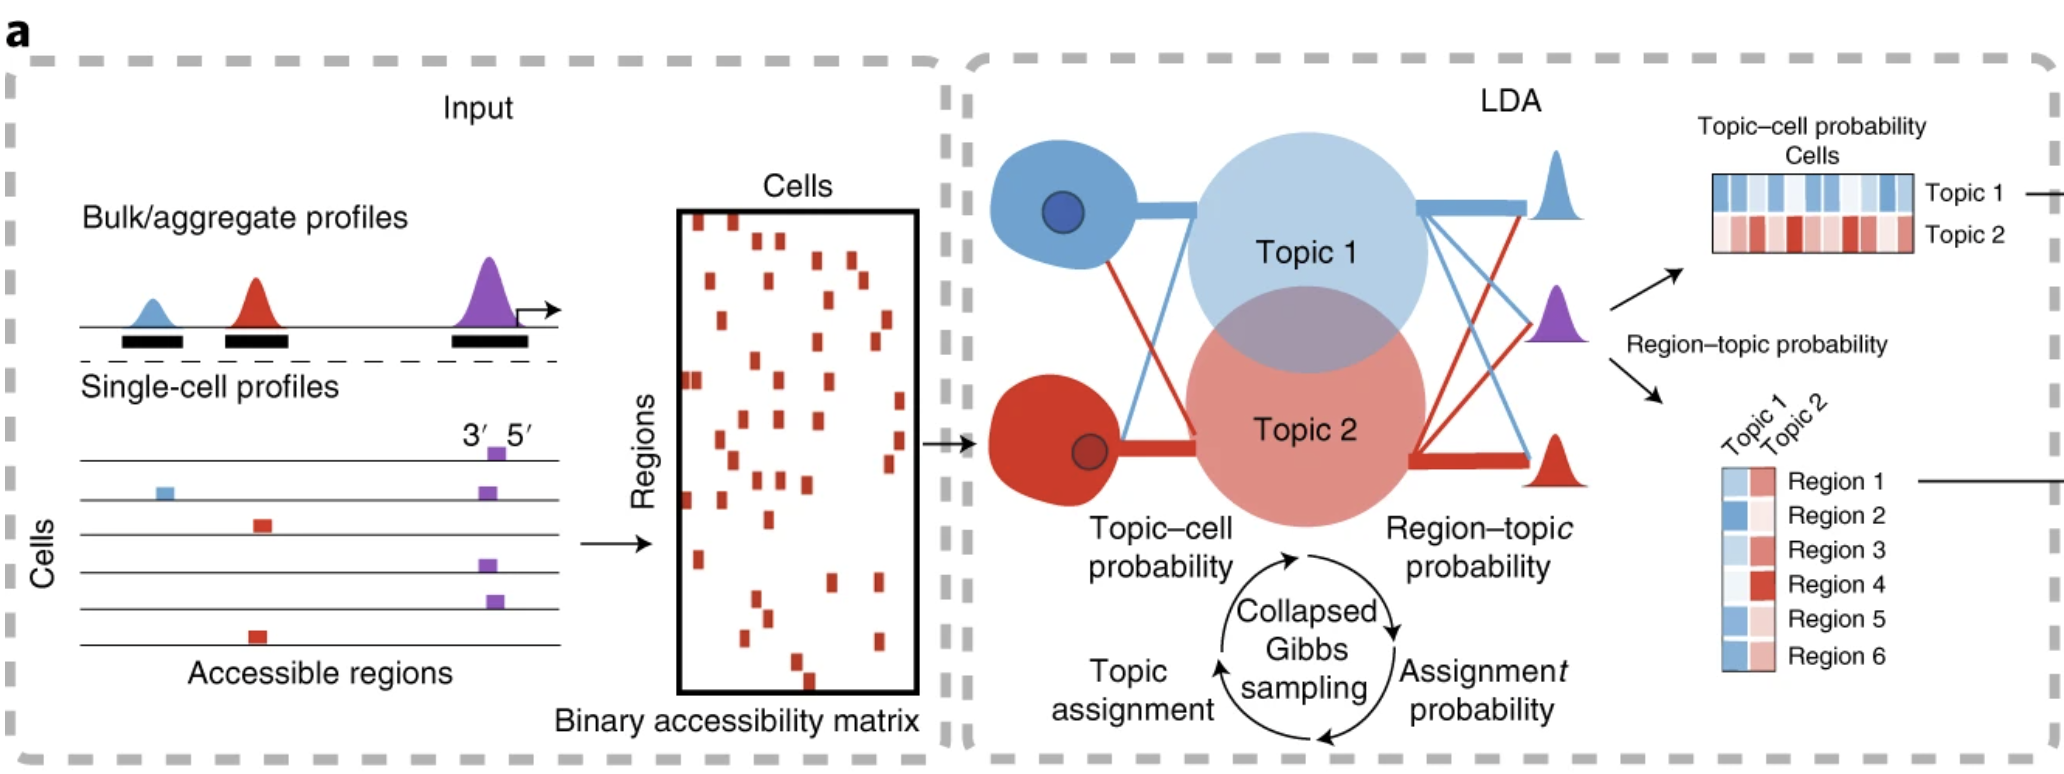 a
Input
Bulk/aggregate profiles
Single-cell profiles
3′ 5′
Cells
Accessible regions
Cells
Regions
Binary accessibility matrix
LDA
Topic 1
Topic 2
Topic–cell
probability
Region–topic
probability
Collapsed
Gibbs
sampling
Topic
assignment
Assignment
probability
Topic–cell probability
Cells
Topic 1
Topic 2
Region–topic probability
Topic 1
Topic 2
Region 1
Region 2
Region 3
Region 4
Region 5
Region 6